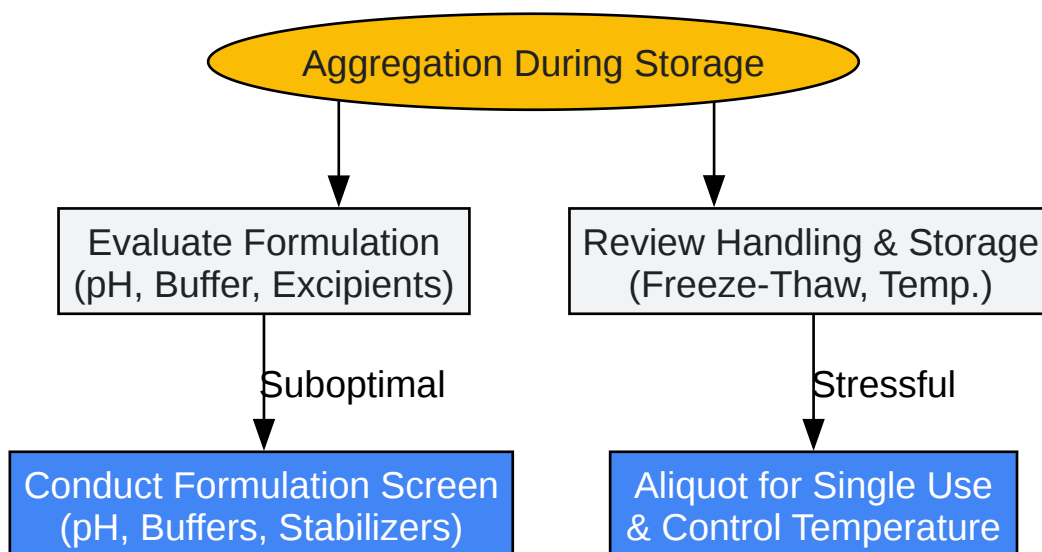 Aggregation During Storage
Evaluate Formulation
(pH, Buffer, Excipients)
Review Handling & Storage
(Freeze-Thaw, Temp.)
Suboptimal
Stressful
Conduct Formulation Screen
(pH, Buffers, Stabilizers)
Aliquot for Single Use
& Control Temperature